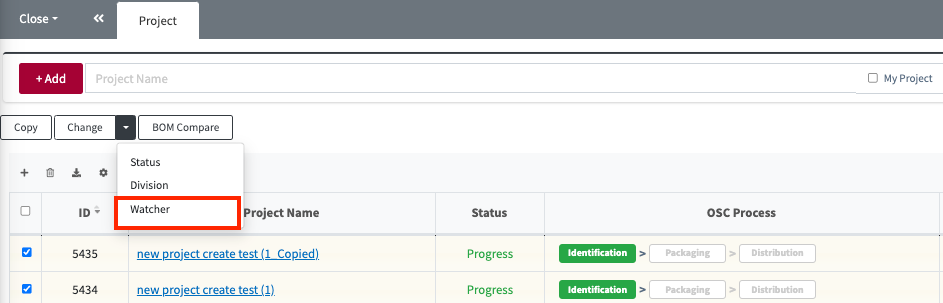 Close
Project
+ Add
Project Name
My Project
Copy
Change
BOM Compare
Status
Division
Watcher
ID
Project Name
Status
OSC Process
5435
new project create test (1_Copied)
Progress
Identification > Packaging > Distribution
5434
new project create test (1)
Progress
Identification > Packaging > Distribution